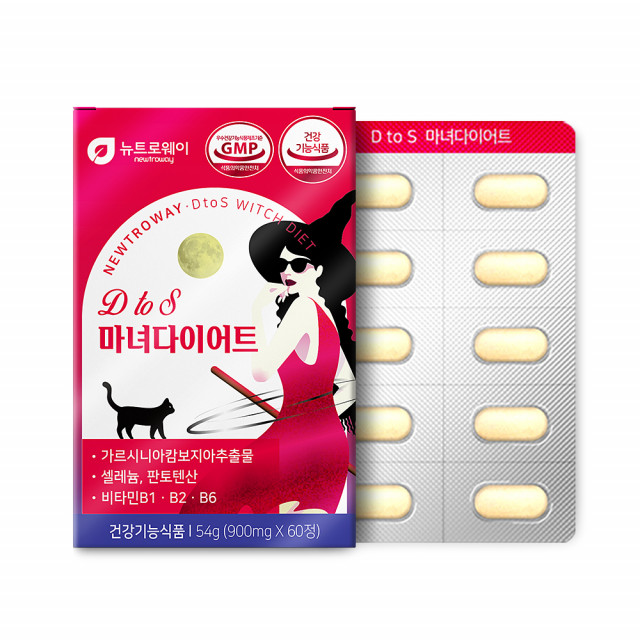 뉴트로웨이
newtroway
우수건강기능식품제조기준
GMP
식품의약품안전처
건강
기능식품
식품의약품안전처
NEWTROWAY·DtoS WITCH DIET
D to S
마녀다이어트
• 가르시니아캄보지아추출물
• 셀레늄, 판토텐산
• 비타민B1 · B2 · B6
건강기능식품 I 54g (900mg X 60정)
D to S 마녀다이어트